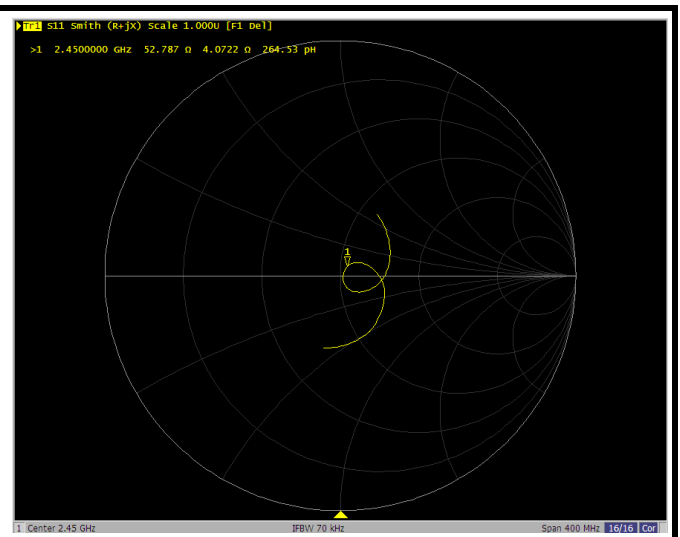 Tr1 S11 Smith (R+jX) Scale 1.000U [F1 Del]
>1 2.4500000 GHz 52.787 Ω 4.0722 Ω 264.53 pH
1
1 Center 2.45 GHz IFBW 70 kHz Span 400 MHz 16/16 Cor